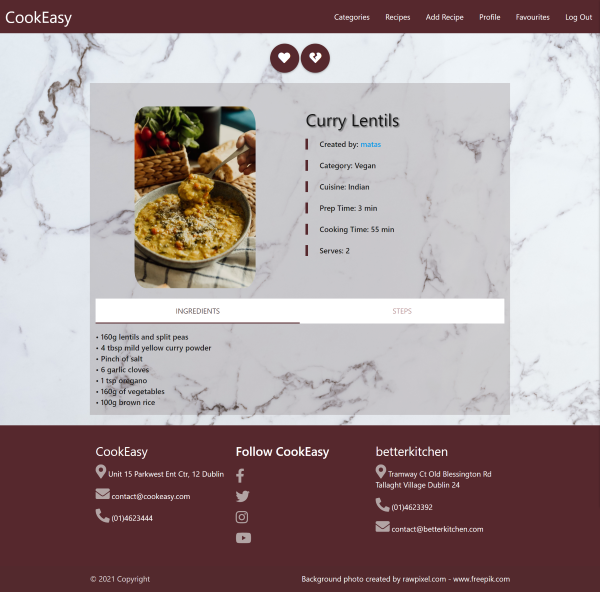 CookEasy
Categories Recipes Add Recipe Profile Favourites Log Out
Curry Lentils
Created by: matas
Category: Vegan
Cuisine: Indian
Prep Time: 3 min
Cooking Time: 55 min
Serves: 2
INGREDIENTS STEPS
• 160g lentils and split peas
• 4 tbsp mild yellow curry powder
• Pinch of salt
• 6 garlic cloves
• 1 tsp oregano
• 160g of vegetables
• 100g brown rice
CookEasy
Unit 15 Parkwest Ent Ctr, 12 Dublin
contact@cookeasy.com
(01)4623444
Follow CookEasy
betterkitchen
Tramway Ct Old Blessington Rd
Tallaght Village Dublin 24
(01)4623392
contact@betterkitchen.com
© 2021 Copyright
Background photo created by rawpixel.com - www.freepik.com